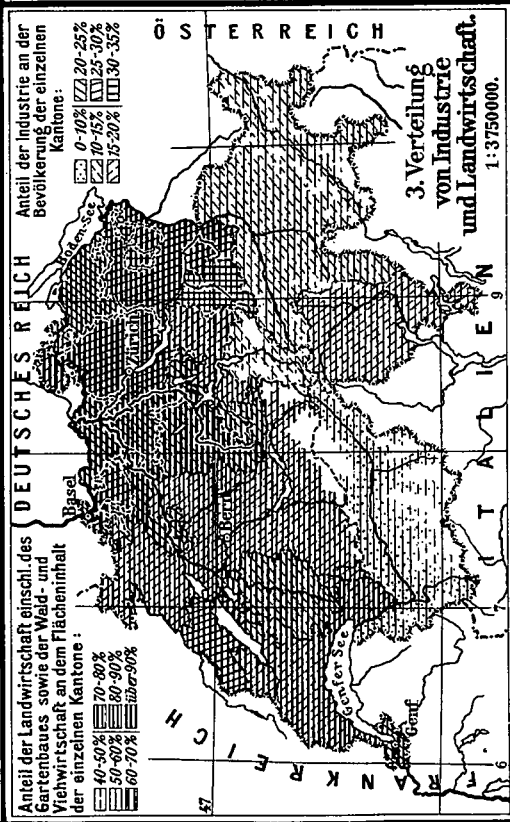 Anteil der Landwirtschaft einschl. des
Gartenbaues sowie der Waid- und
Viehwirtschaft an dem Flächeninhalt
der einzelnen Kantone:
40-50% 70-80%
50-60% 80-90%
60-70% über 90%
DEUTSCHES REICH
Anteil der Industrie an der
Bevölkerung der einzelnen
Kantone:
0-10% 20-25%
10-15% 25-30%
15-20% 30-35%
ÖSTERREICH
Basel
Boden-See
Zürich
Bern
Genfer See
Genf
FRANKREICH
ITALIEN
47
6
7
9
3. Verteilung
von Industrie
und Landwirtschaft.
1:3750000.